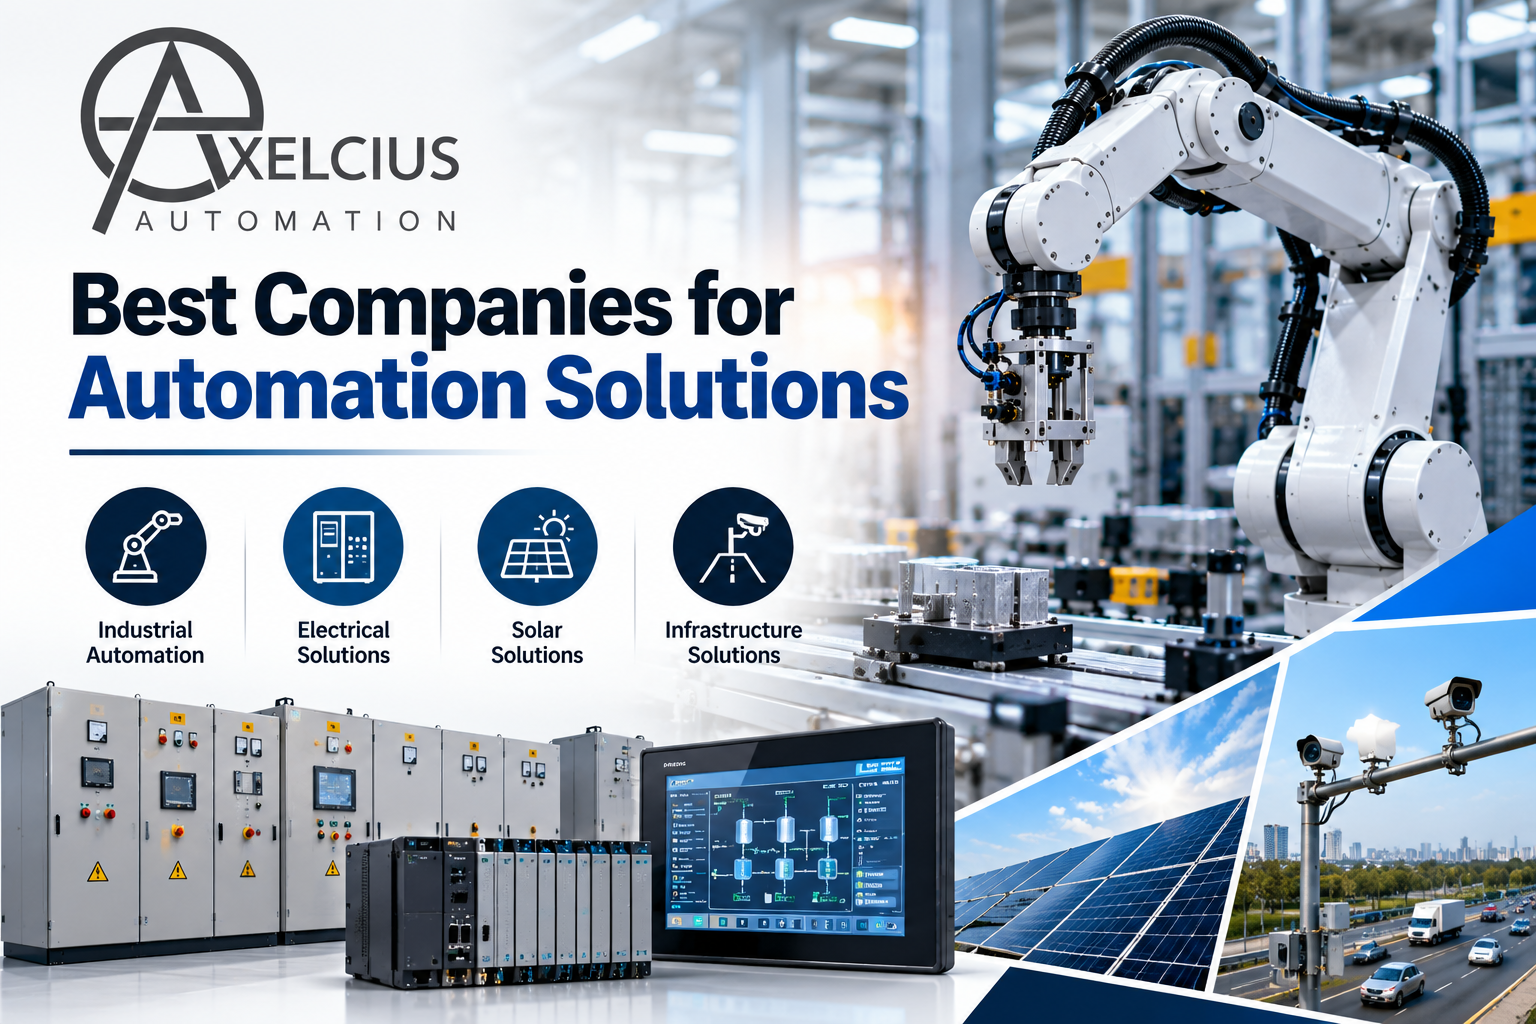 AXELCIUS
AUTOMATION
Best Companies for
Automation Solutions
Industrial
Automation
Electrical
Solutions
Solar
Solutions
Infrastructure
Solutions